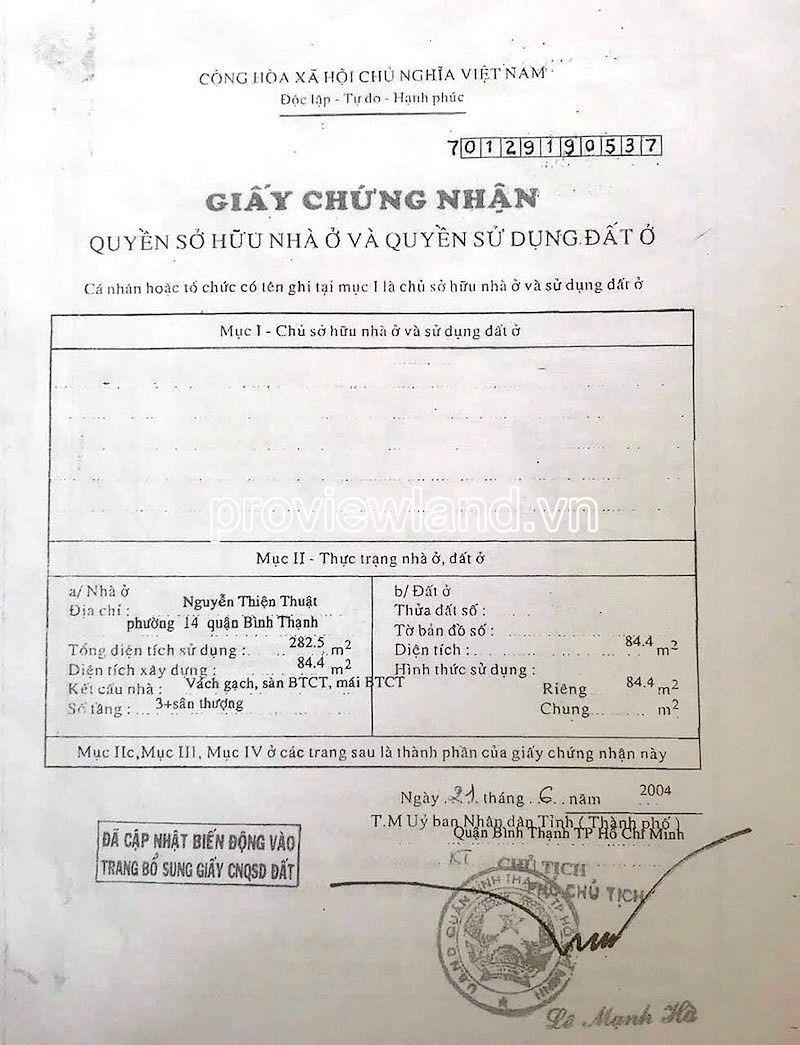 CỘNG HÒA XÃ HỘI CHỦ NGHĨA VIỆT NAM
Độc lập - Tự do - Hạnh phúc
70129190537
GIẤY CHỨNG NHẬN
QUYỀN SỞ HỮU NHÀ Ở VÀ QUYỀN SỬ DỤNG ĐẤT Ở
Cá nhân hoặc tổ chức có tên ghi tại mục I là chủ sở hữu nhà ở và sử dụng đất ở
Mục I - Chủ sở hữu nhà ở và sử dụng đất ở
proviewland.vn
Mục II - Thực trạng nhà ở, đất ở
a/ Nhà ở
Địa chỉ : Nguyễn Thiện Thuật
phường 14 quận Bình Thạnh
Tổng diện tích sử dụng : 282.5 m2
Diện tích xây dựng : 84.4 m2
Kết cấu nhà : Vách gạch, sàn BTCT, mái BTCT
Số tầng : 3+sân thượng
b/ Đất ở
Thửa đất số :
Tờ bản đồ số :
Diện tích : 84.4 m2
Hình thức sử dụng :
Riêng 84.4 m2
Chung m2
Mục IIc, Mục III, Mục IV ở các trang sau là thành phần của giấy chứng nhận này
Ngày 21 tháng 6 năm 2004
T.M Uỷ ban Nhân dân Tỉnh ( Thành phố )
Quận Bình Thạnh TP Hồ Chí Minh
KT CHỦ TỊCH
PHÓ CHỦ TỊCH
ĐÃ CẬP NHẬT BIẾN ĐỘNG VÀO
TRANG BỔ SUNG GIẤY CNQSD ĐẤT
U.A.N.D QUẬN BÌNH THẠNH T.P HỒ CHÍ MINH
Lê Mạnh Hà